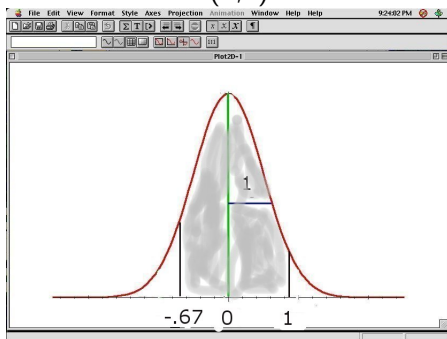 File Edit View Format Style Axes Projection Animation Window Help Help 9:24:02 PM
Σ T
x x X ¶
Plot2D-1
1
-.67 0 1